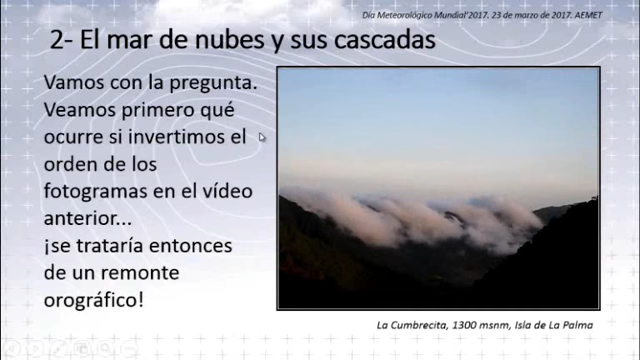 Día Meteorológico Mundial'2017. 23 de marzo de 2017. AEMET
2- El mar de nubes y sus cascadas
Vamos con la pregunta.
Veamos primero qué
ocurre si invertimos el
orden de los
fotogramas en el vídeo
anterior...
¡se trataría entonces
de un remonte
orográfico!
La Cumbrecita, 1300 msnm, Isla de La Palma